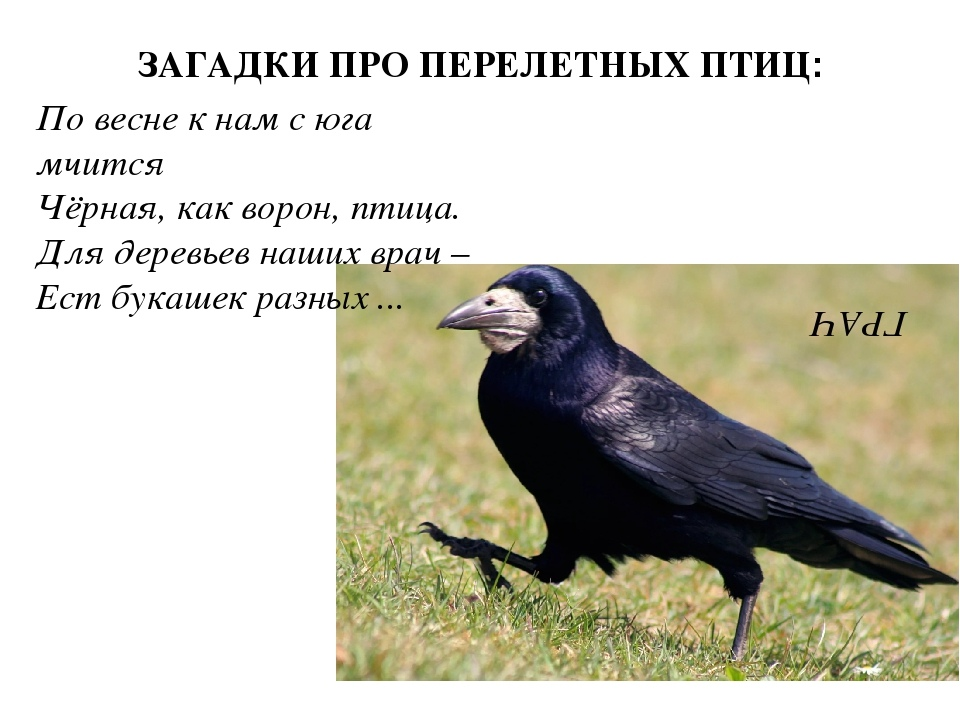 ЗАГАДКИ ПРО ПЕРЕЛЕТНЫХ ПТИЦ:
По весне к нам с юга
мчится
Чёрная, как ворон, птица.
Для деревьев наших врач –
Ест букашек разных ...
ГРАЧ